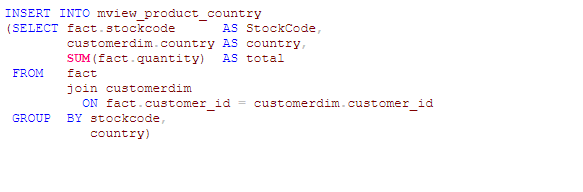 INSERT INTO mview_product_country
(SELECT fact.stockcode AS StockCode,
customerdim.country AS country,
SUM(fact.quantity) AS total
FROM fact
join customerdim
ON fact.customer_id = customerdim.customer_id
GROUP BY stockcode,
country)